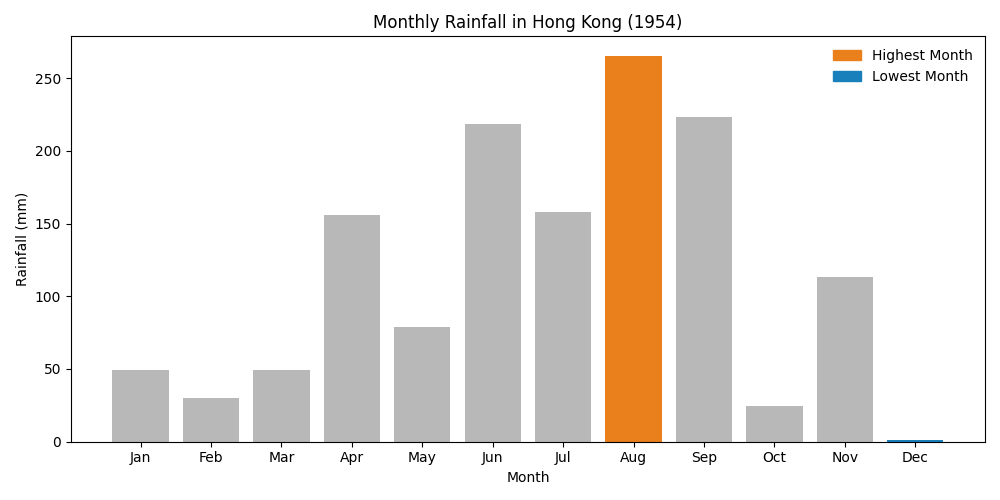 Monthly Rainfall in Hong Kong (1954)
Highest Month
Lowest Month
Rainfall (mm)
250
200
150
100
50
0
Jan Feb Mar Apr May Jun Jul Aug Sep Oct Nov Dec
Month